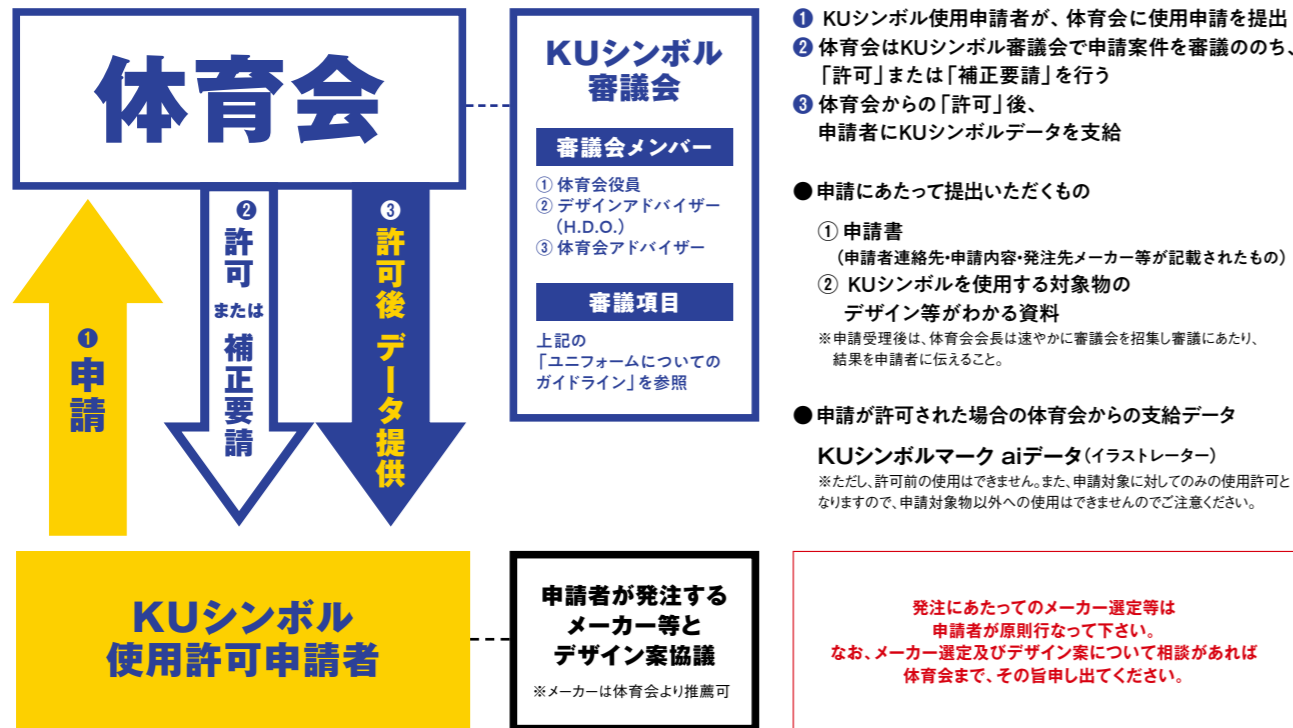 体育会
❶
申
請
❷
許可
または
補正要請
❸
許可後 データ提供
KUシンボル
使用許可申請者
KUシンボル
審議会
審議会メンバー
① 体育会役員
② デザインアドバイザー
(H.D.O.)
③ 体育会アドバイザー
審議項目
上記の
「ユニフォームについての
ガイドライン」を参照
申請者が発注する
メーカー等と
デザイン案協議
※メーカーは体育会より推薦可
❶ KUシンボル使用申請者が、体育会に使用申請を提出
❷ 体育会はKUシンボル審議会で申請案件を審議ののち、
「許可」または「補正要請」を行う
❸ 体育会からの「許可」後、
申請者にKUシンボルデータを支給
● 申請にあたって提出いただくもの
① 申請書
(申請者連絡先・申請内容・発注先メーカー等が記載されたもの)
② KUシンボルを使用する対象物の
デザイン等がわかる資料
※申請受理後は、体育会会長は速やかに審議会を招集し審議にあたり、
結果を申請者に伝えること。
● 申請が許可された場合の体育会からの支給データ
KUシンボルマーク aiデータ(イラストレーター)
※ただし、許可前の使用はできません。また、申請対象に対してのみの使用許可と
なりますので、申請対象物以外への使用はできませんのでご注意ください。
発注にあたってのメーカー選定等は
申請者が原則行なって下さい。
なお、メーカー選定及びデザイン案について相談があれば
体育会まで、その旨申し出てください。